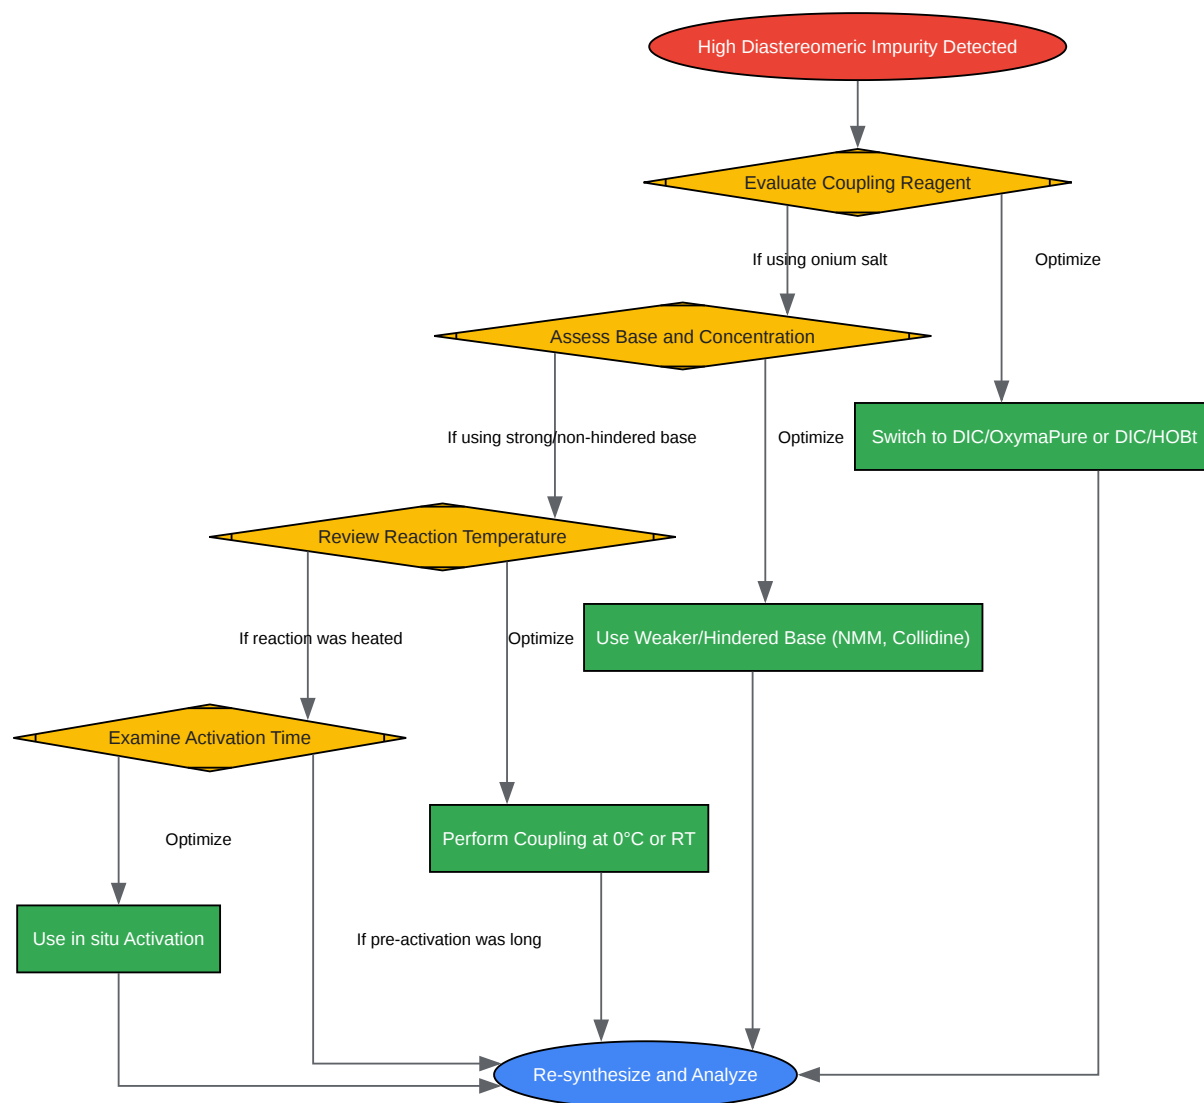 High Diastereomeric Impurity Detected
Evaluate Coupling Reagent
If using onium salt
Optimize
Assess Base and Concentration
If using strong/non-hindered base
Optimize
Switch to DIC/OxymaPure or DIC/HOBt
Review Reaction Temperature
If reaction was heated
Optimize
Use Weaker/Hindered Base (NMM, Collidine)
Examine Activation Time
Optimize
Perform Coupling at 0°C or RT
Use in situ Activation
If pre-activation was long
Re-synthesize and Analyze